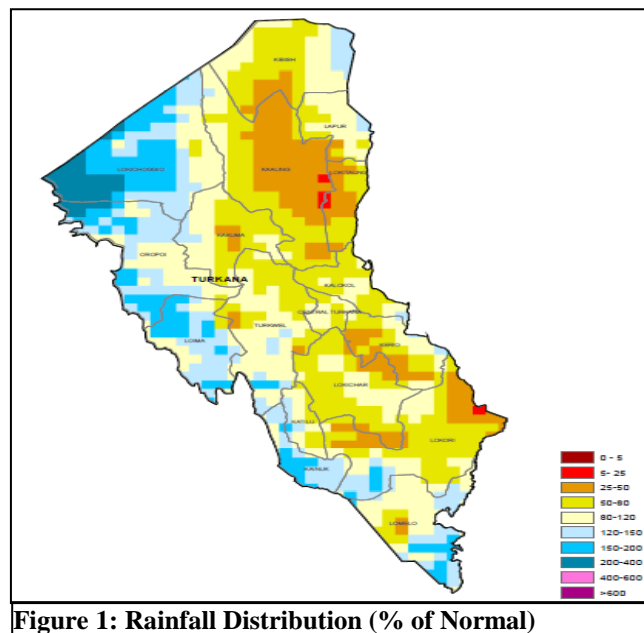 KIBISH
LAPUR
LOKICHOGGIO
KAALENG
LOKITAUNG
KAKUMA
OROPOI
TURKANA
KALOKOL
CENTRAL TURKANA
TURKWEL
LOIMA
KERIO
LOKICHAR
KATILU
LOKORI
KAINUK
LOMELO
0 - 5
5- 25
25-50
50-80
80-120
120-150
150-200
200-400
400-600
>600
Figure 1: Rainfall Distribution (% of Normal)